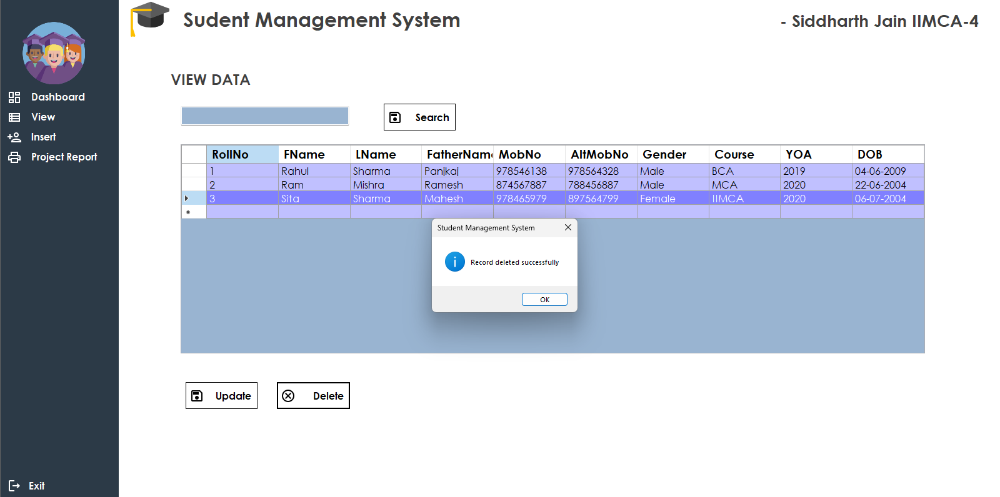 Sudent Management System
- Siddharth Jain IIMCA-4
Dashboard
View
Insert
Project Report
Exit
VIEW DATA
Search
RollNo FName LName FatherNam MobNo AltMobNo Gender Course YOA DOB
1 Rahul Sharma Panjkaj 978546138 978564328 Male BCA 2019 04-06-2009
2 Ram Mishra Ramesh 874567887 788456887 Male MCA 2020 22-06-2004
3 Sita Sharma Mahesh 978465979 897564799 Female IIMCA 2020 06-07-2004
Student Management System
Record deleted successfully
OK
Update
Delete